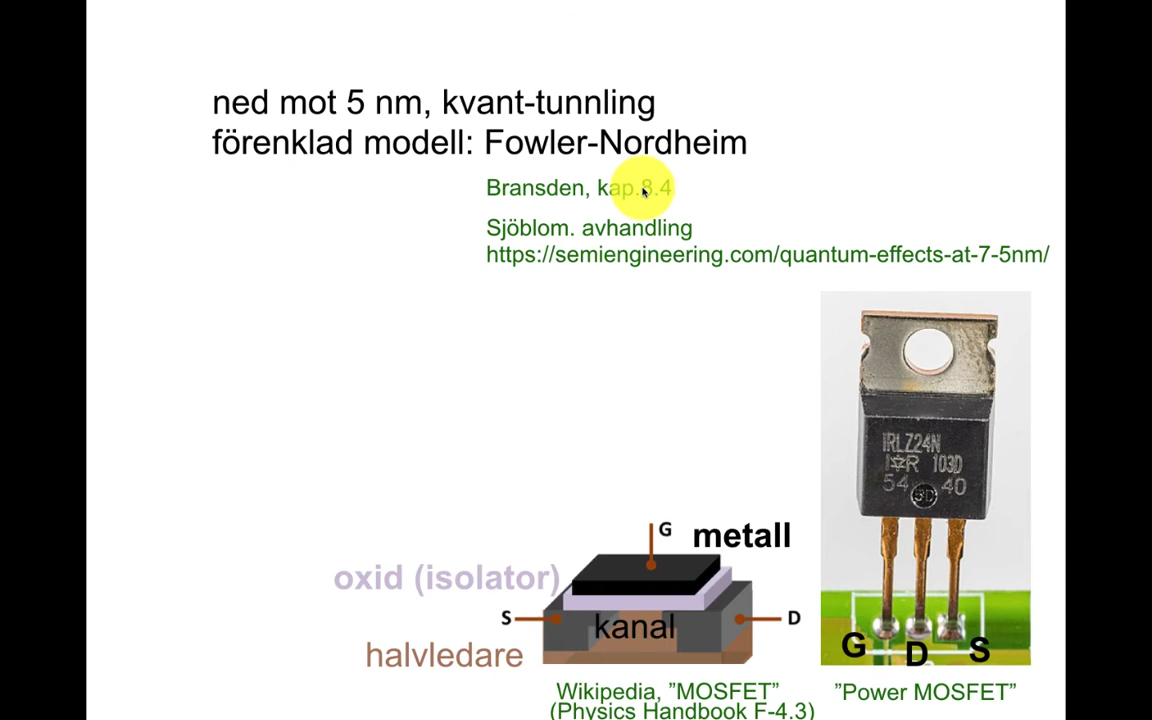 ned mot 5 nm, kvant-tunnling
förenklad modell: Fowler-Nordheim
Bransden, kap.8.4
Sjöblom. avhandling
https://semiengineering.com/quantum-effects-at-7-5nm/
IRLZ24N
IR 103D
54 40
G metall
oxid (isolator)
S D
kanal
halvledare
G D S
Wikipedia, ”MOSFET”
(Physics Handbook F-4.3)
”Power MOSFET”